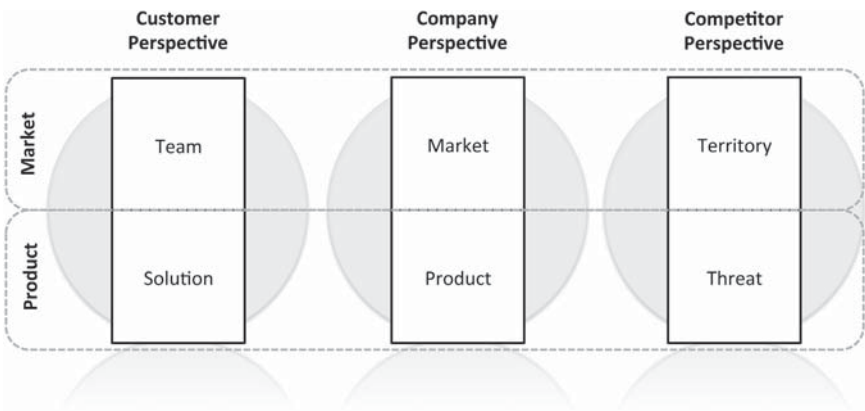 Customer
Perspective
Company
Perspective
Competitor
Perspective
Market
Team
Market
Territory
Product
Solution
Product
Threat